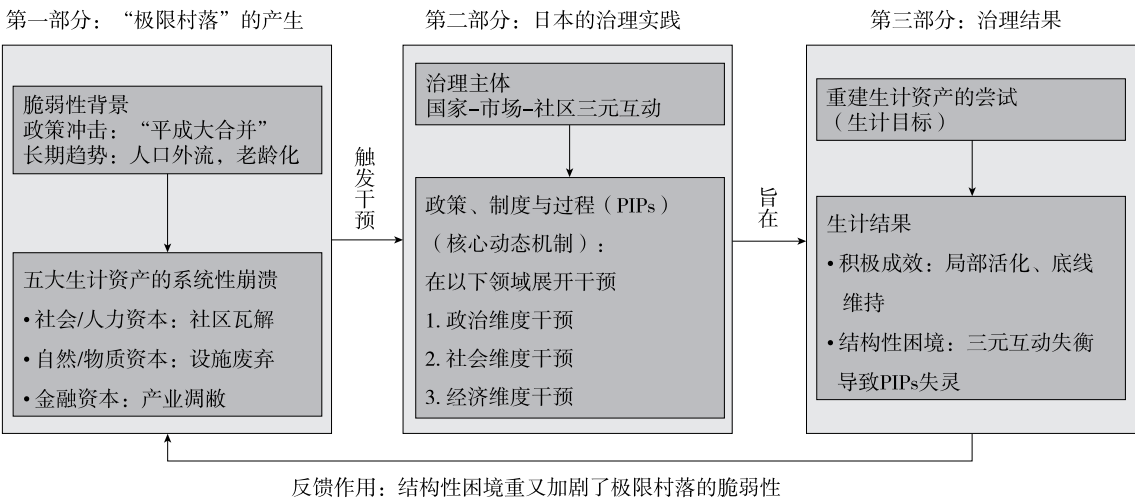 第一部分：“极限村落”的产生
脆弱性背景
政策冲击：“平成大合并”
长期趋势：人口外流，老龄化
五大生计资产的系统性崩溃
•社会/人力资本：社区瓦解
•自然/物质资本：设施废弃
•金融资本：产业凋敝
触发干预
第二部分：日本的治理实践
治理主体
国家–市场–社区三元互动
政策、制度与过程（PIPs）
（核心动态机制）：
在以下领域展开干预
1. 政治维度干预
2. 社会维度干预
3. 经济维度干预
旨在
第三部分：治理结果
重建生计资产的尝试
（生计目标）
生计结果
•积极成效：局部活化、底线
维持
•结构性困境：三元互动失衡
导致PIPs失灵
反馈作用：结构性困境重又加剧了极限村落的脆弱性